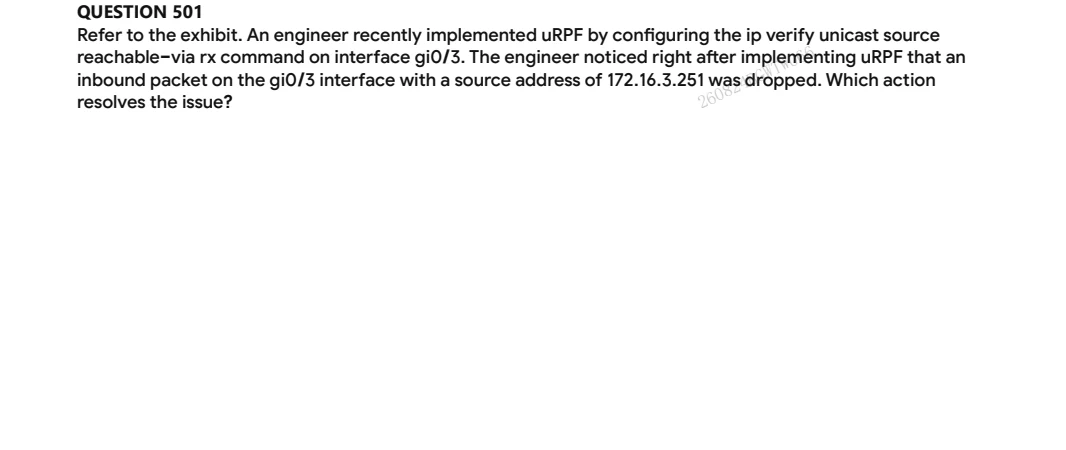 QUESTION 501
Refer to the exhibit. An engineer recently implemented uRPF by configuring the ip verify unicast source
reachable-via rx command on interface gi0/3. The engineer noticed right after implementing uRPF that an
inbound packet on the gi0/3 interface with a source address of 172.16.3.251 was dropped. Which action
resolves the issue?